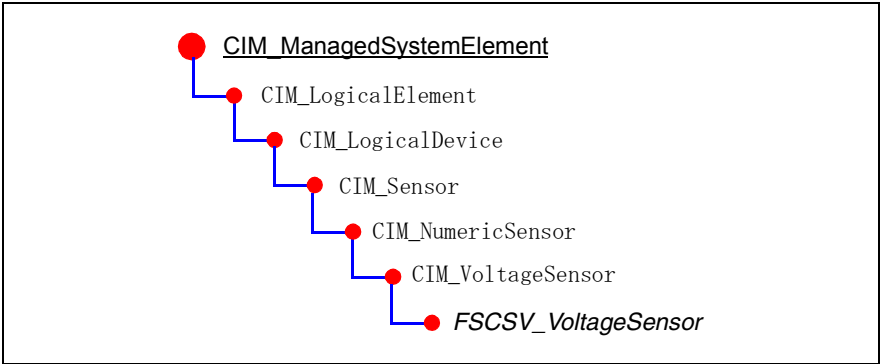 CIM_ManagedSystemElement
CIM_LogicalElement
CIM_LogicalDevice
CIM_Sensor
CIM_NumericSensor
CIM_VoltageSensor
FSCSV_VoltageSensor